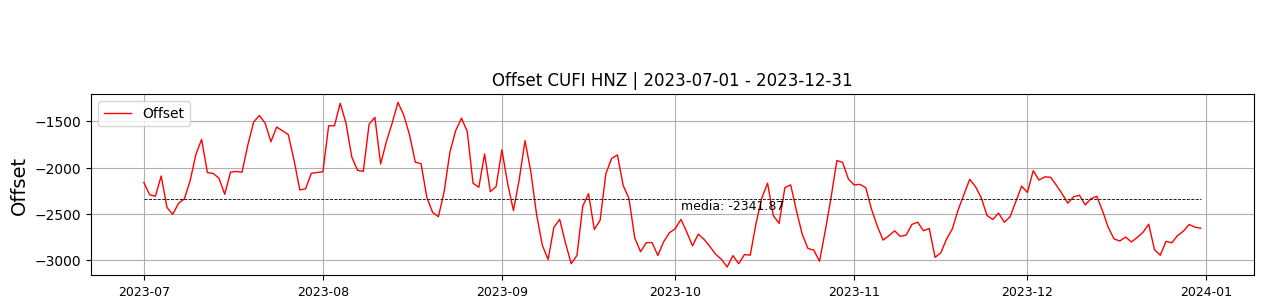 Offset CUFI HNZ | 2023-07-01 - 2023-12-31
Offset
Offset
−1500
−2000
−2500
−3000
media: -2341.87
2023-07
2023-08
2023-09
2023-10
2023-11
2023-12
2024-01